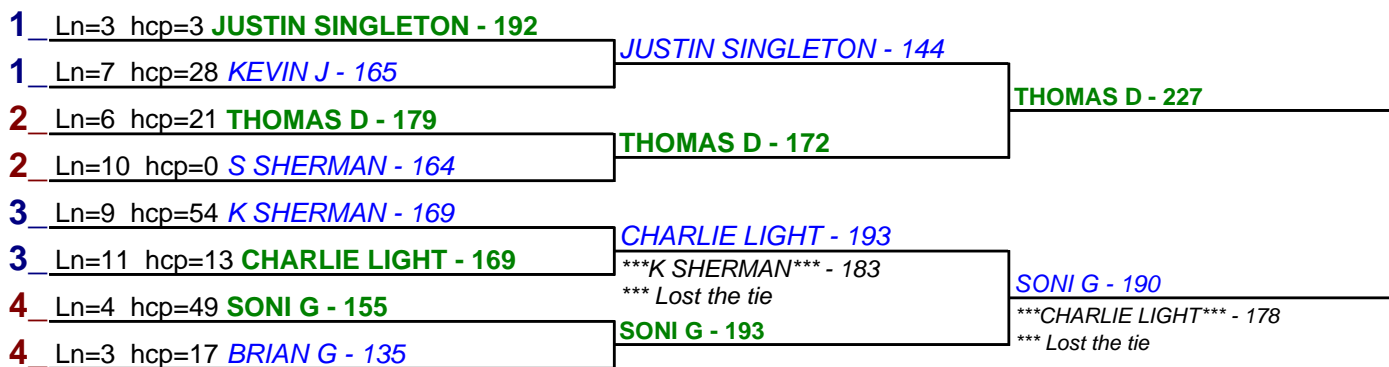 1_ Ln=3 hcp=3 JUSTIN SINGLETON - 192
JUSTIN SINGLETON - 144
1_ Ln=7 hcp=28 KEVIN J - 165
THOMAS D - 227
2_ Ln=6 hcp=21 THOMAS D - 179
THOMAS D - 172
2_ Ln=10 hcp=0 S SHERMAN - 164
3_ Ln=9 hcp=54 K SHERMAN - 169
CHARLIE LIGHT - 193
3_ Ln=11 hcp=13 CHARLIE LIGHT - 169
***K SHERMAN*** - 183
*** Lost the tie
SONI G - 190
4_ Ln=4 hcp=49 SONI G - 155
***CHARLIE LIGHT*** - 178
SONI G - 193
*** Lost the tie
4_ Ln=3 hcp=17 BRIAN G - 135